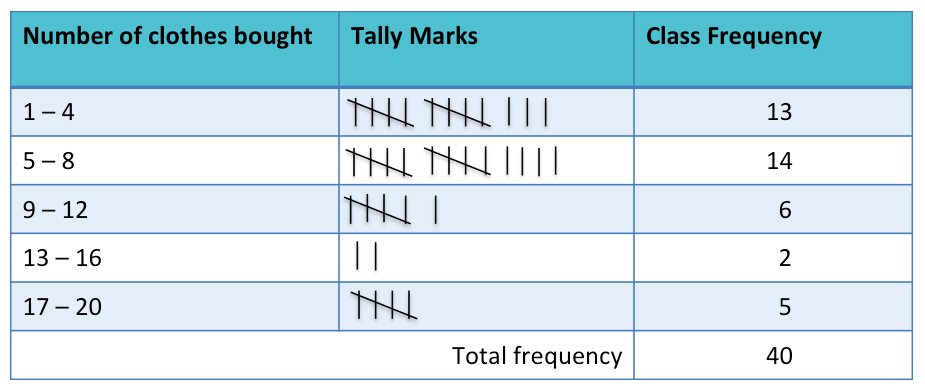 Number of clothes bought Tally Marks Class Frequency
1 – 4 13
5 – 8 14
9 – 12 6
13 – 16 2
17 – 20 5
Total frequency 40